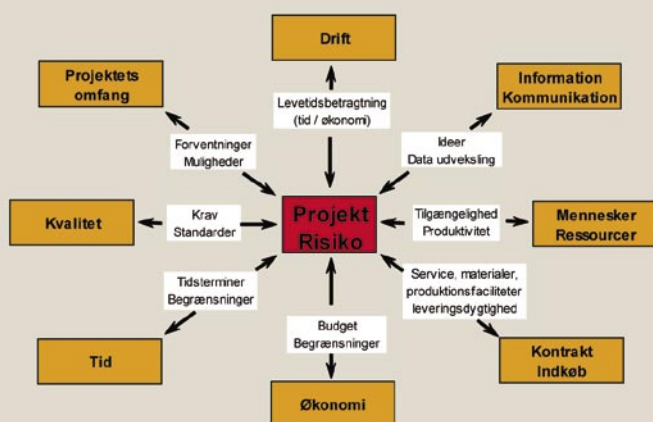 Drift
Projektets
omfang
Information
Kommunikation
Levetidsbetragtning
(tid / økonomi)
Forventninger
Muligheder
Ideer
Data udveksling
Kvalitet
Krav
Standarder
Projekt
Risiko
Tilgængelighed
Produktivitet
Mennesker
Ressourcer
Tidsterminer
Begrænsninger
Service, materialer,
produktionsfaciliteter
leveringsdygtighed
Budget
Begrænsninger
Tid
Kontrakt
Indkøb
Økonomi